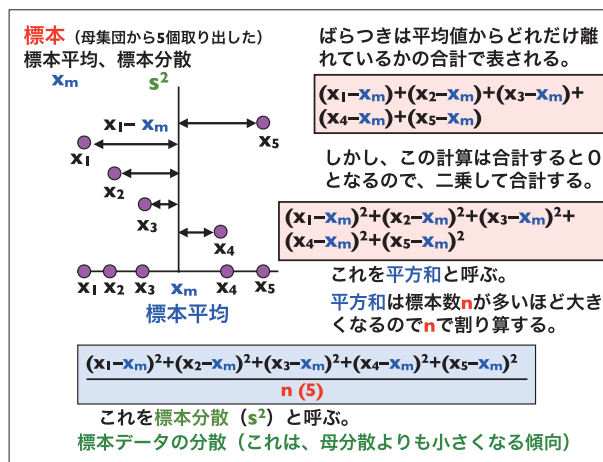 標本（母集団から5個取り出した）
標本平均、標本分散
xm s²
x1− xm
x5
x1
x2
x3
x4
x1 x2 x3 xm x4 x5
標本平均
ばらつきは平均値からどれだけ離
れているかの合計で表される。
(x1−xm)+(x2−xm)+(x3−xm)+
(x4−xm)+(x5−xm)
しかし、この計算は合計すると０
となるので、二乗して合計する。
(x1−xm)²+(x2−xm)²+(x3−xm)²+
(x4−xm)²+(x5−xm)²
これを平方和と呼ぶ。
平方和は標本数nが多いほど大き
くなるのでnで割り算する。
(x1−xm)²+(x2−xm)²+(x3−xm)²+(x4−xm)²+(x5−xm)²
n (5)
これを標本分散（s²）と呼ぶ。
標本データの分散（これは、母分散よりも小さくなる傾向）